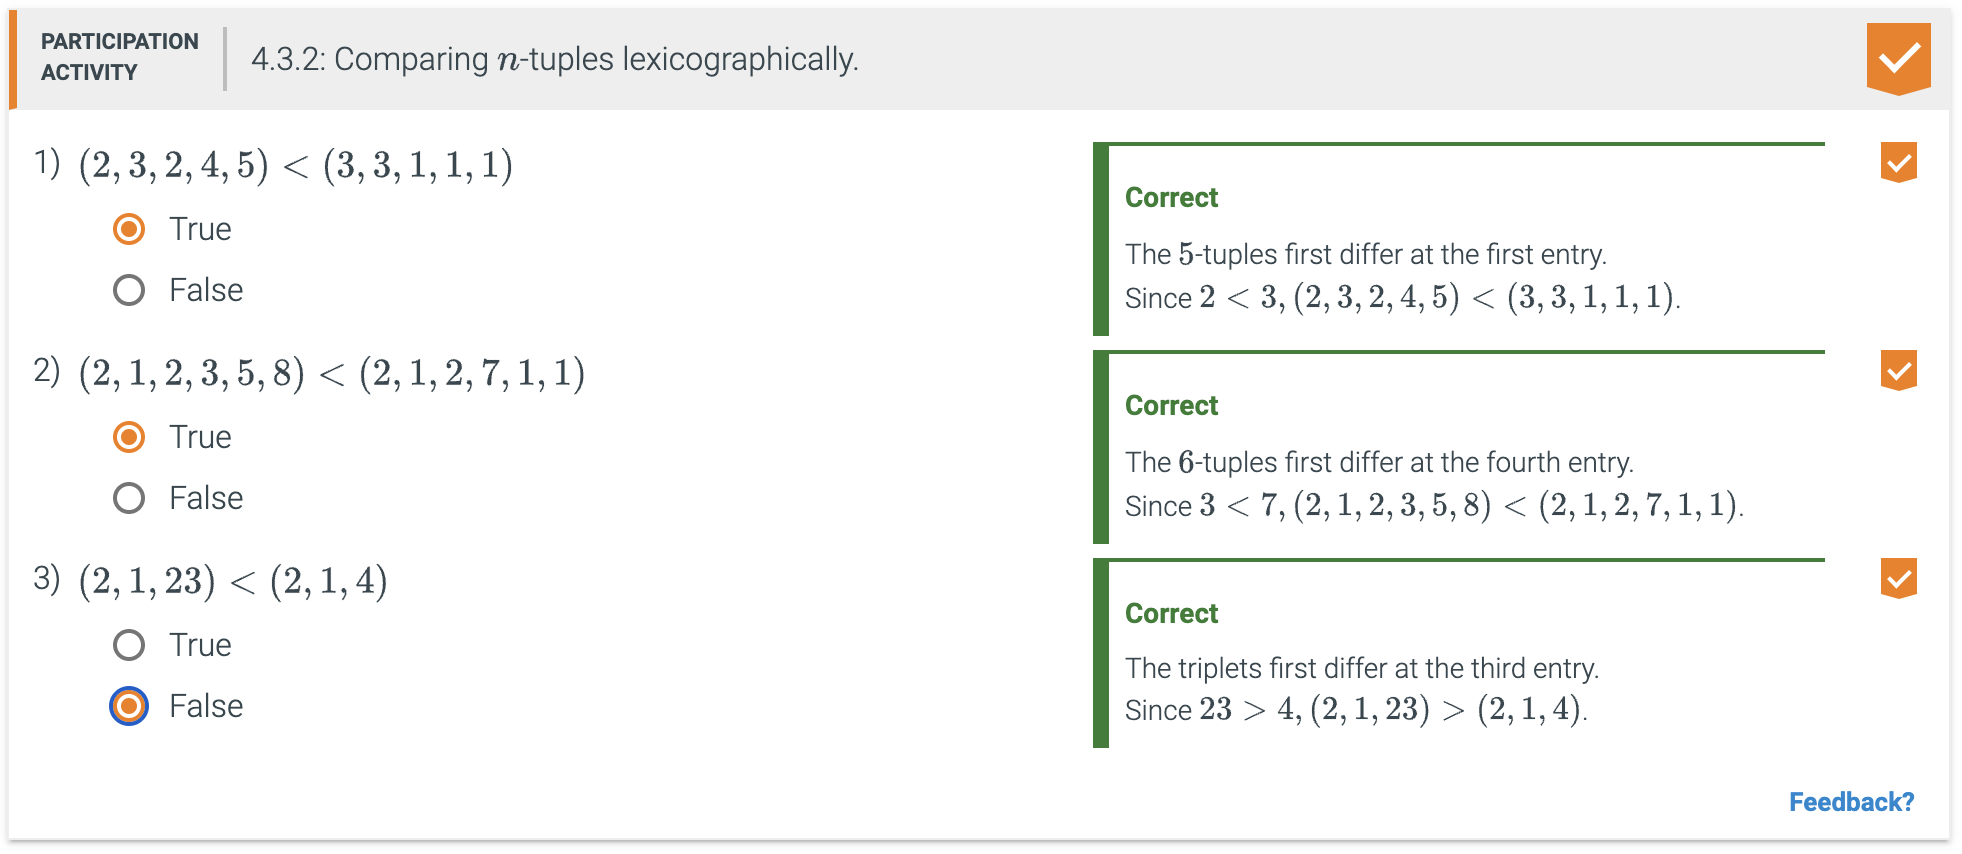 PARTICIPATION
ACTIVITY
4.3.2: Comparing n-tuples lexicographically.
1) (2, 3, 2, 4, 5) < (3, 3, 1, 1, 1)
True
False
Correct
The 5-tuples first differ at the first entry.
Since 2 < 3, (2, 3, 2, 4, 5) < (3, 3, 1, 1, 1).
2) (2, 1, 2, 3, 5, 8) < (2, 1, 2, 7, 1, 1)
True
False
Correct
The 6-tuples first differ at the fourth entry.
Since 3 < 7, (2, 1, 2, 3, 5, 8) < (2, 1, 2, 7, 1, 1).
3) (2, 1, 23) < (2, 1, 4)
True
False
Correct
The triplets first differ at the third entry.
Since 23 > 4, (2, 1, 23) > (2, 1, 4).
Feedback?